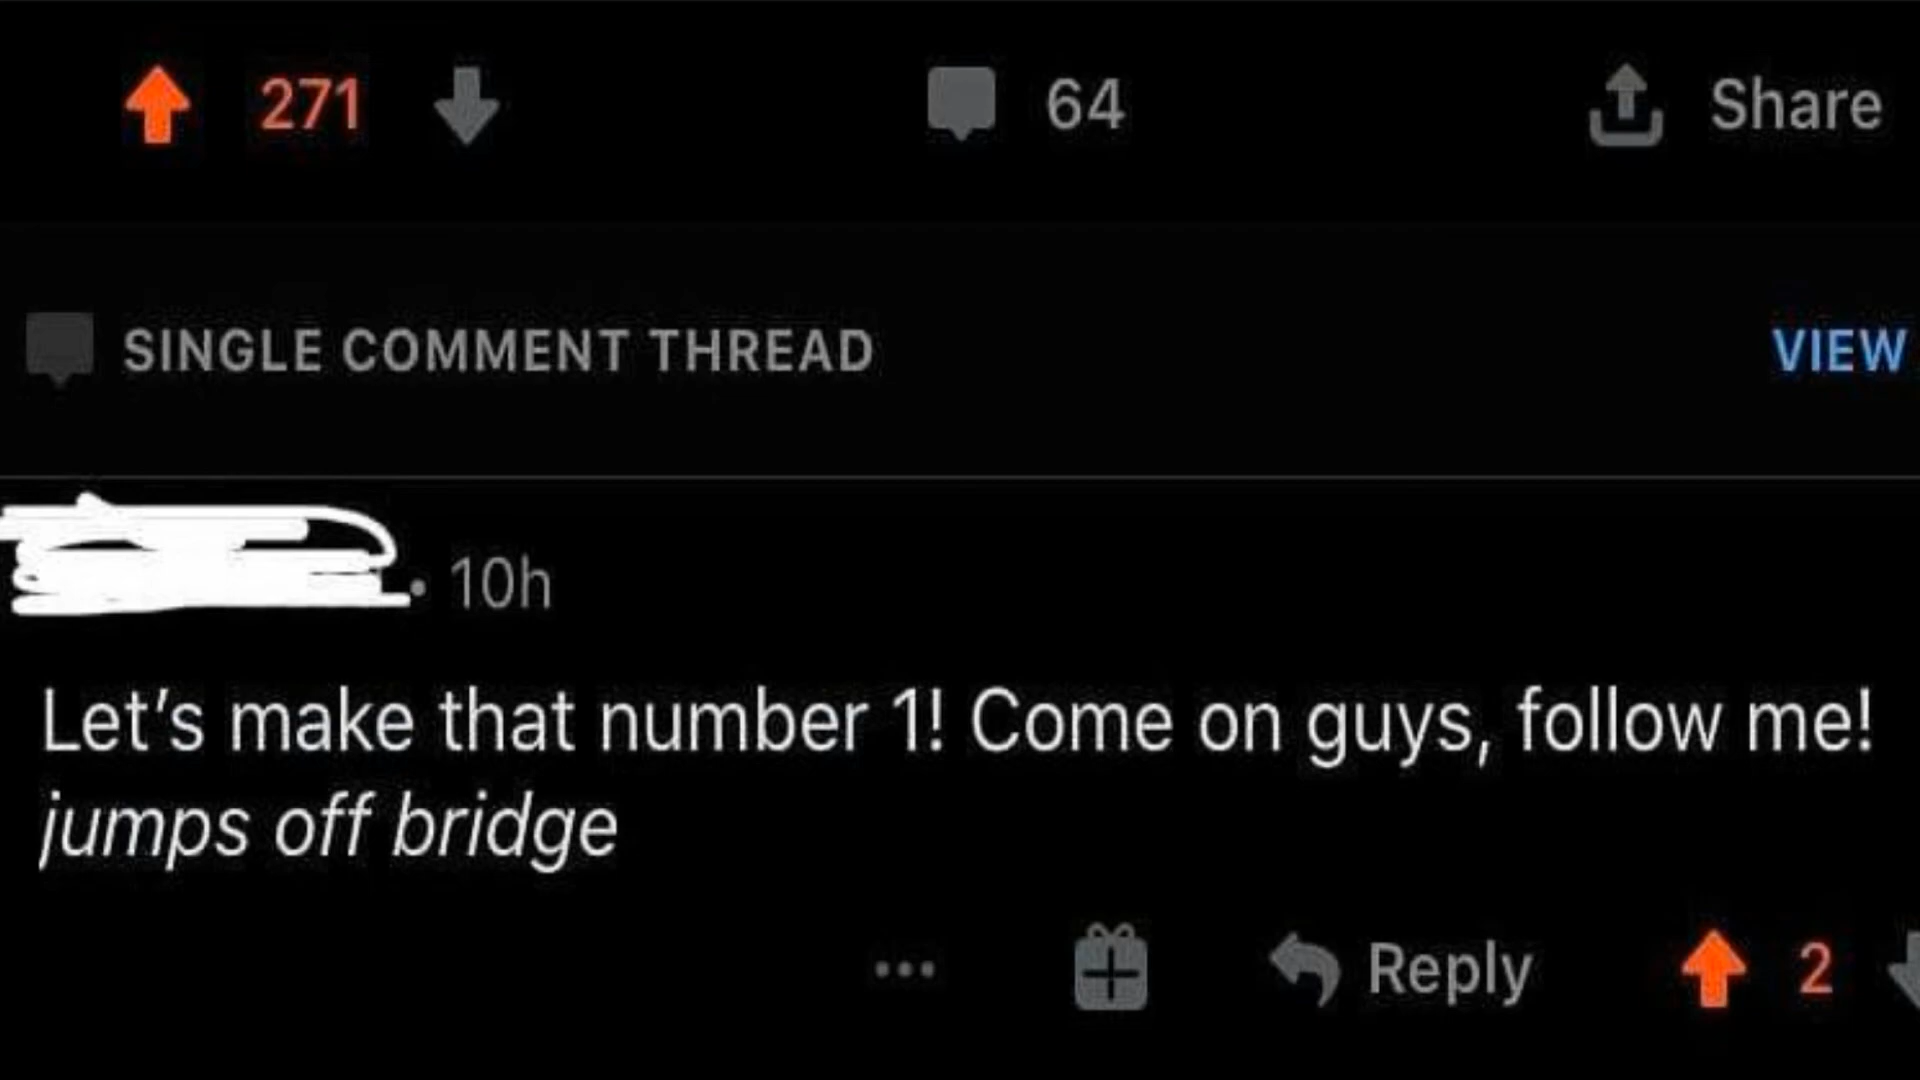 271 64 Share
SINGLE COMMENT THREAD VIEW
• 10h
Let’s make that number 1! Come on guys, follow me!
jumps off bridge
... Reply 2